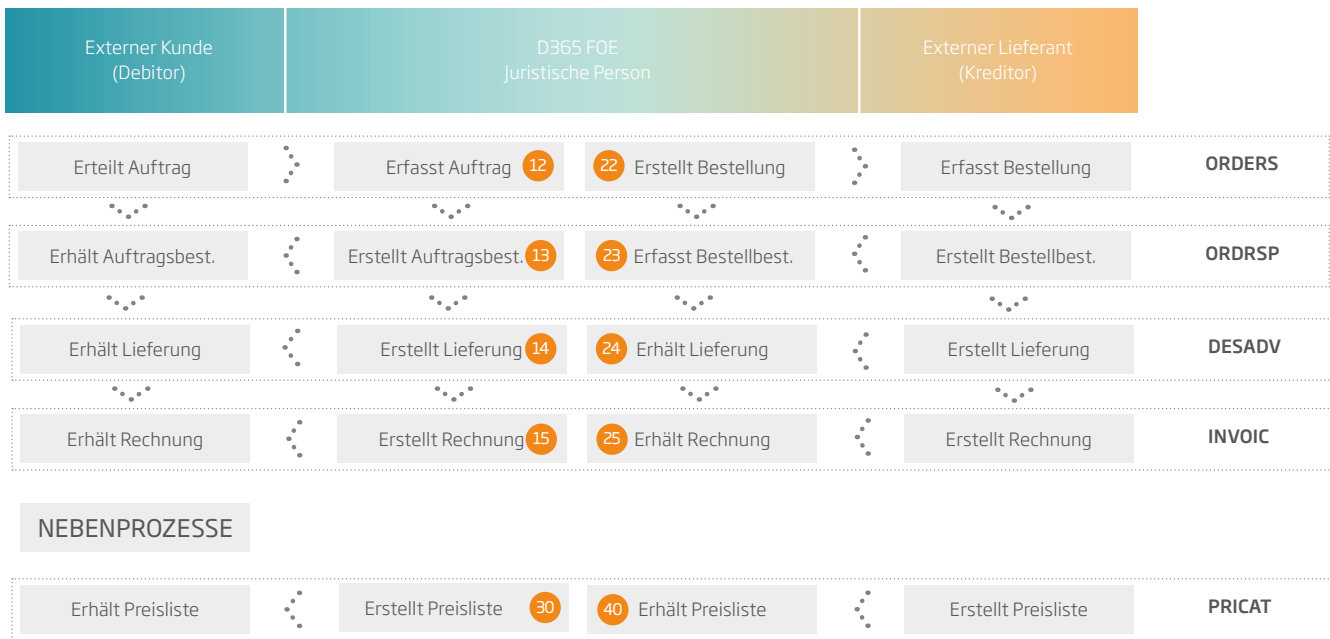 Externer Kunde
(Debitor)
D365 FOE
Juristische Person
Externer Lieferant
(Kreditor)
Erteilt Auftrag
Erfasst Auftrag 12
22 Erstellt Bestellung
Erfasst Bestellung
ORDERS
Erhält Auftragsbest.
Erstellt Auftragsbest. 13
23 Erfasst Bestellbest.
Erstellt Bestellbest.
ORDRSP
Erhält Lieferung
Erstellt Lieferung 14
24 Erhält Lieferung
Erstellt Lieferung
DESADV
Erhält Rechnung
Erstellt Rechnung 15
25 Erhält Rechnung
Erstellt Rechnung
INVOIC
NEBENPROZESSE
Erhält Preisliste
Erstellt Preisliste 30
40 Erhält Preisliste
Erstellt Preisliste
PRICAT